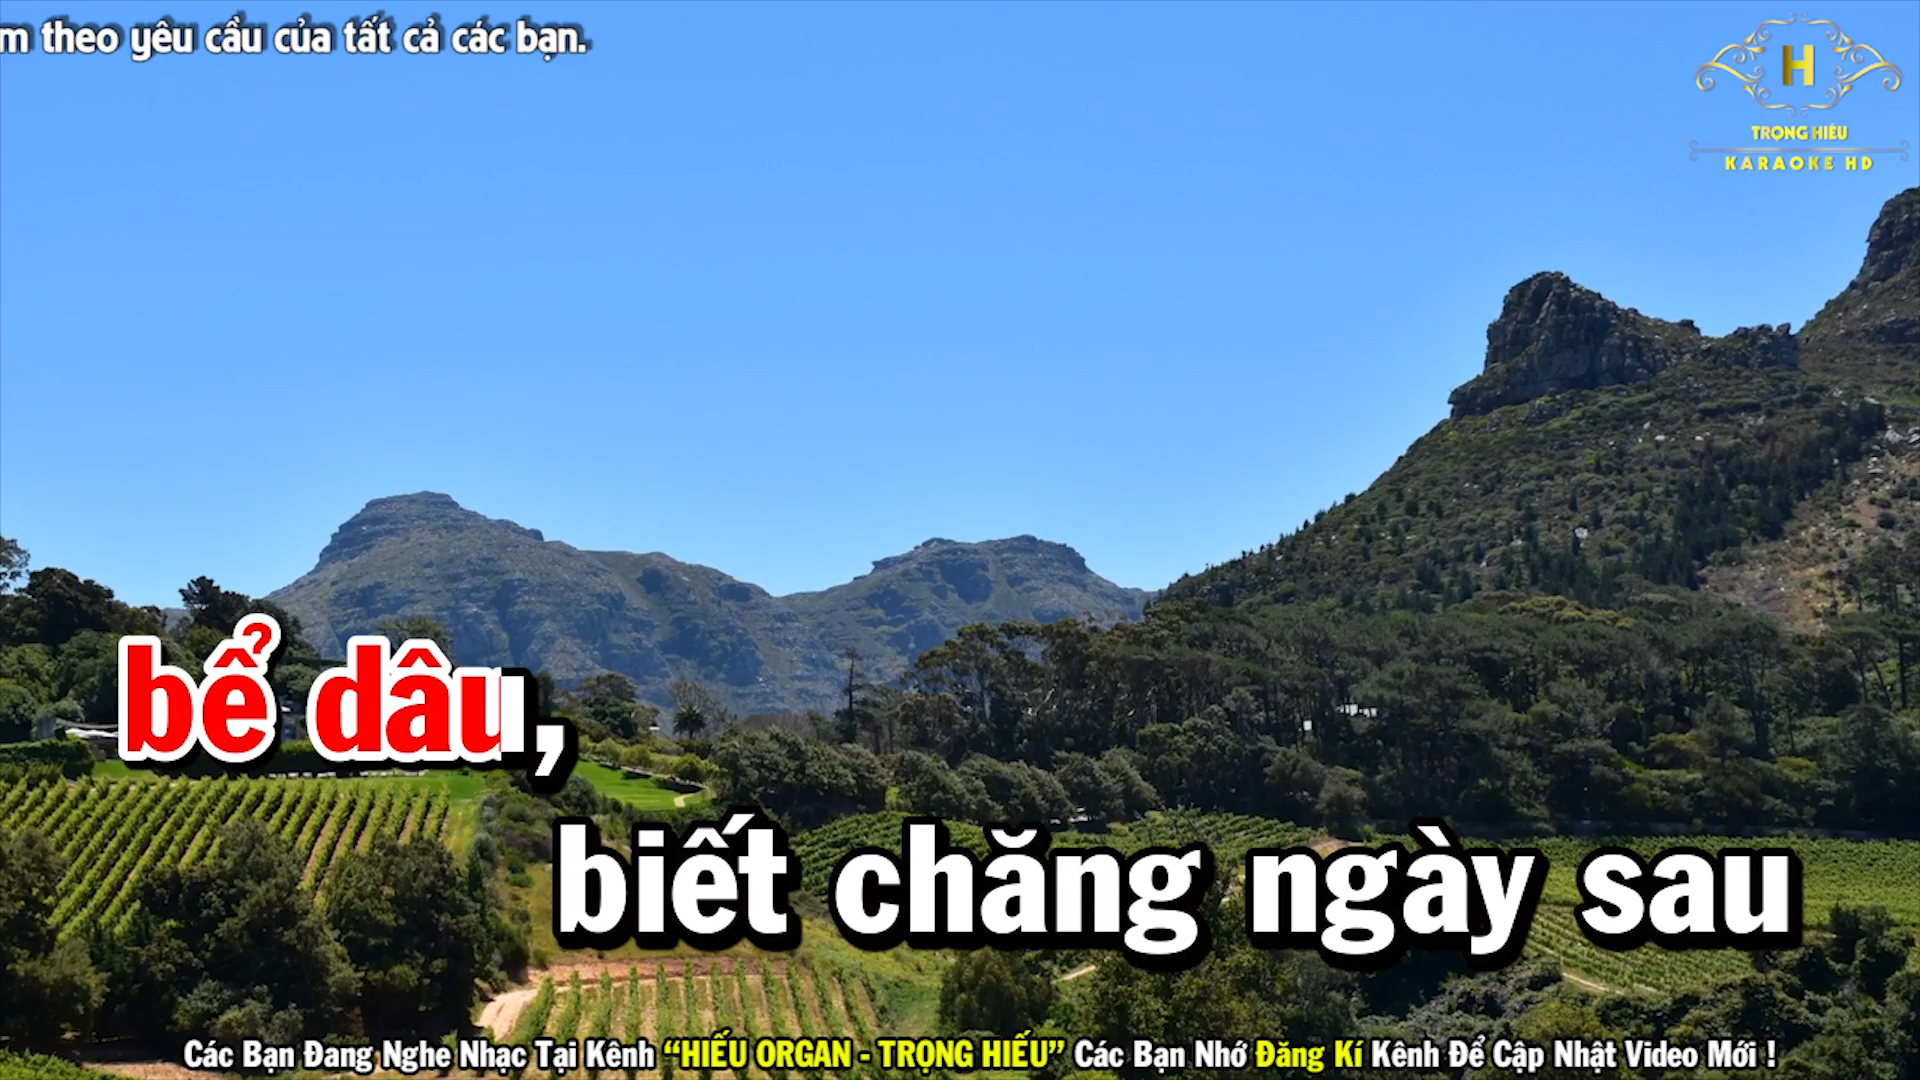 m theo yêu cầu của tất cả các bạn.
H
TRỌNG HIẾU
KARAOKE HD
bể dâu,
biết chăng ngày sau
Các Bạn Đang Nghe Nhạc Tại Kênh “HIẾU ORGAN - TRỌNG HIẾU” Các Bạn Nhớ Đăng Kí Kênh Để Cập Nhật Video Mới !